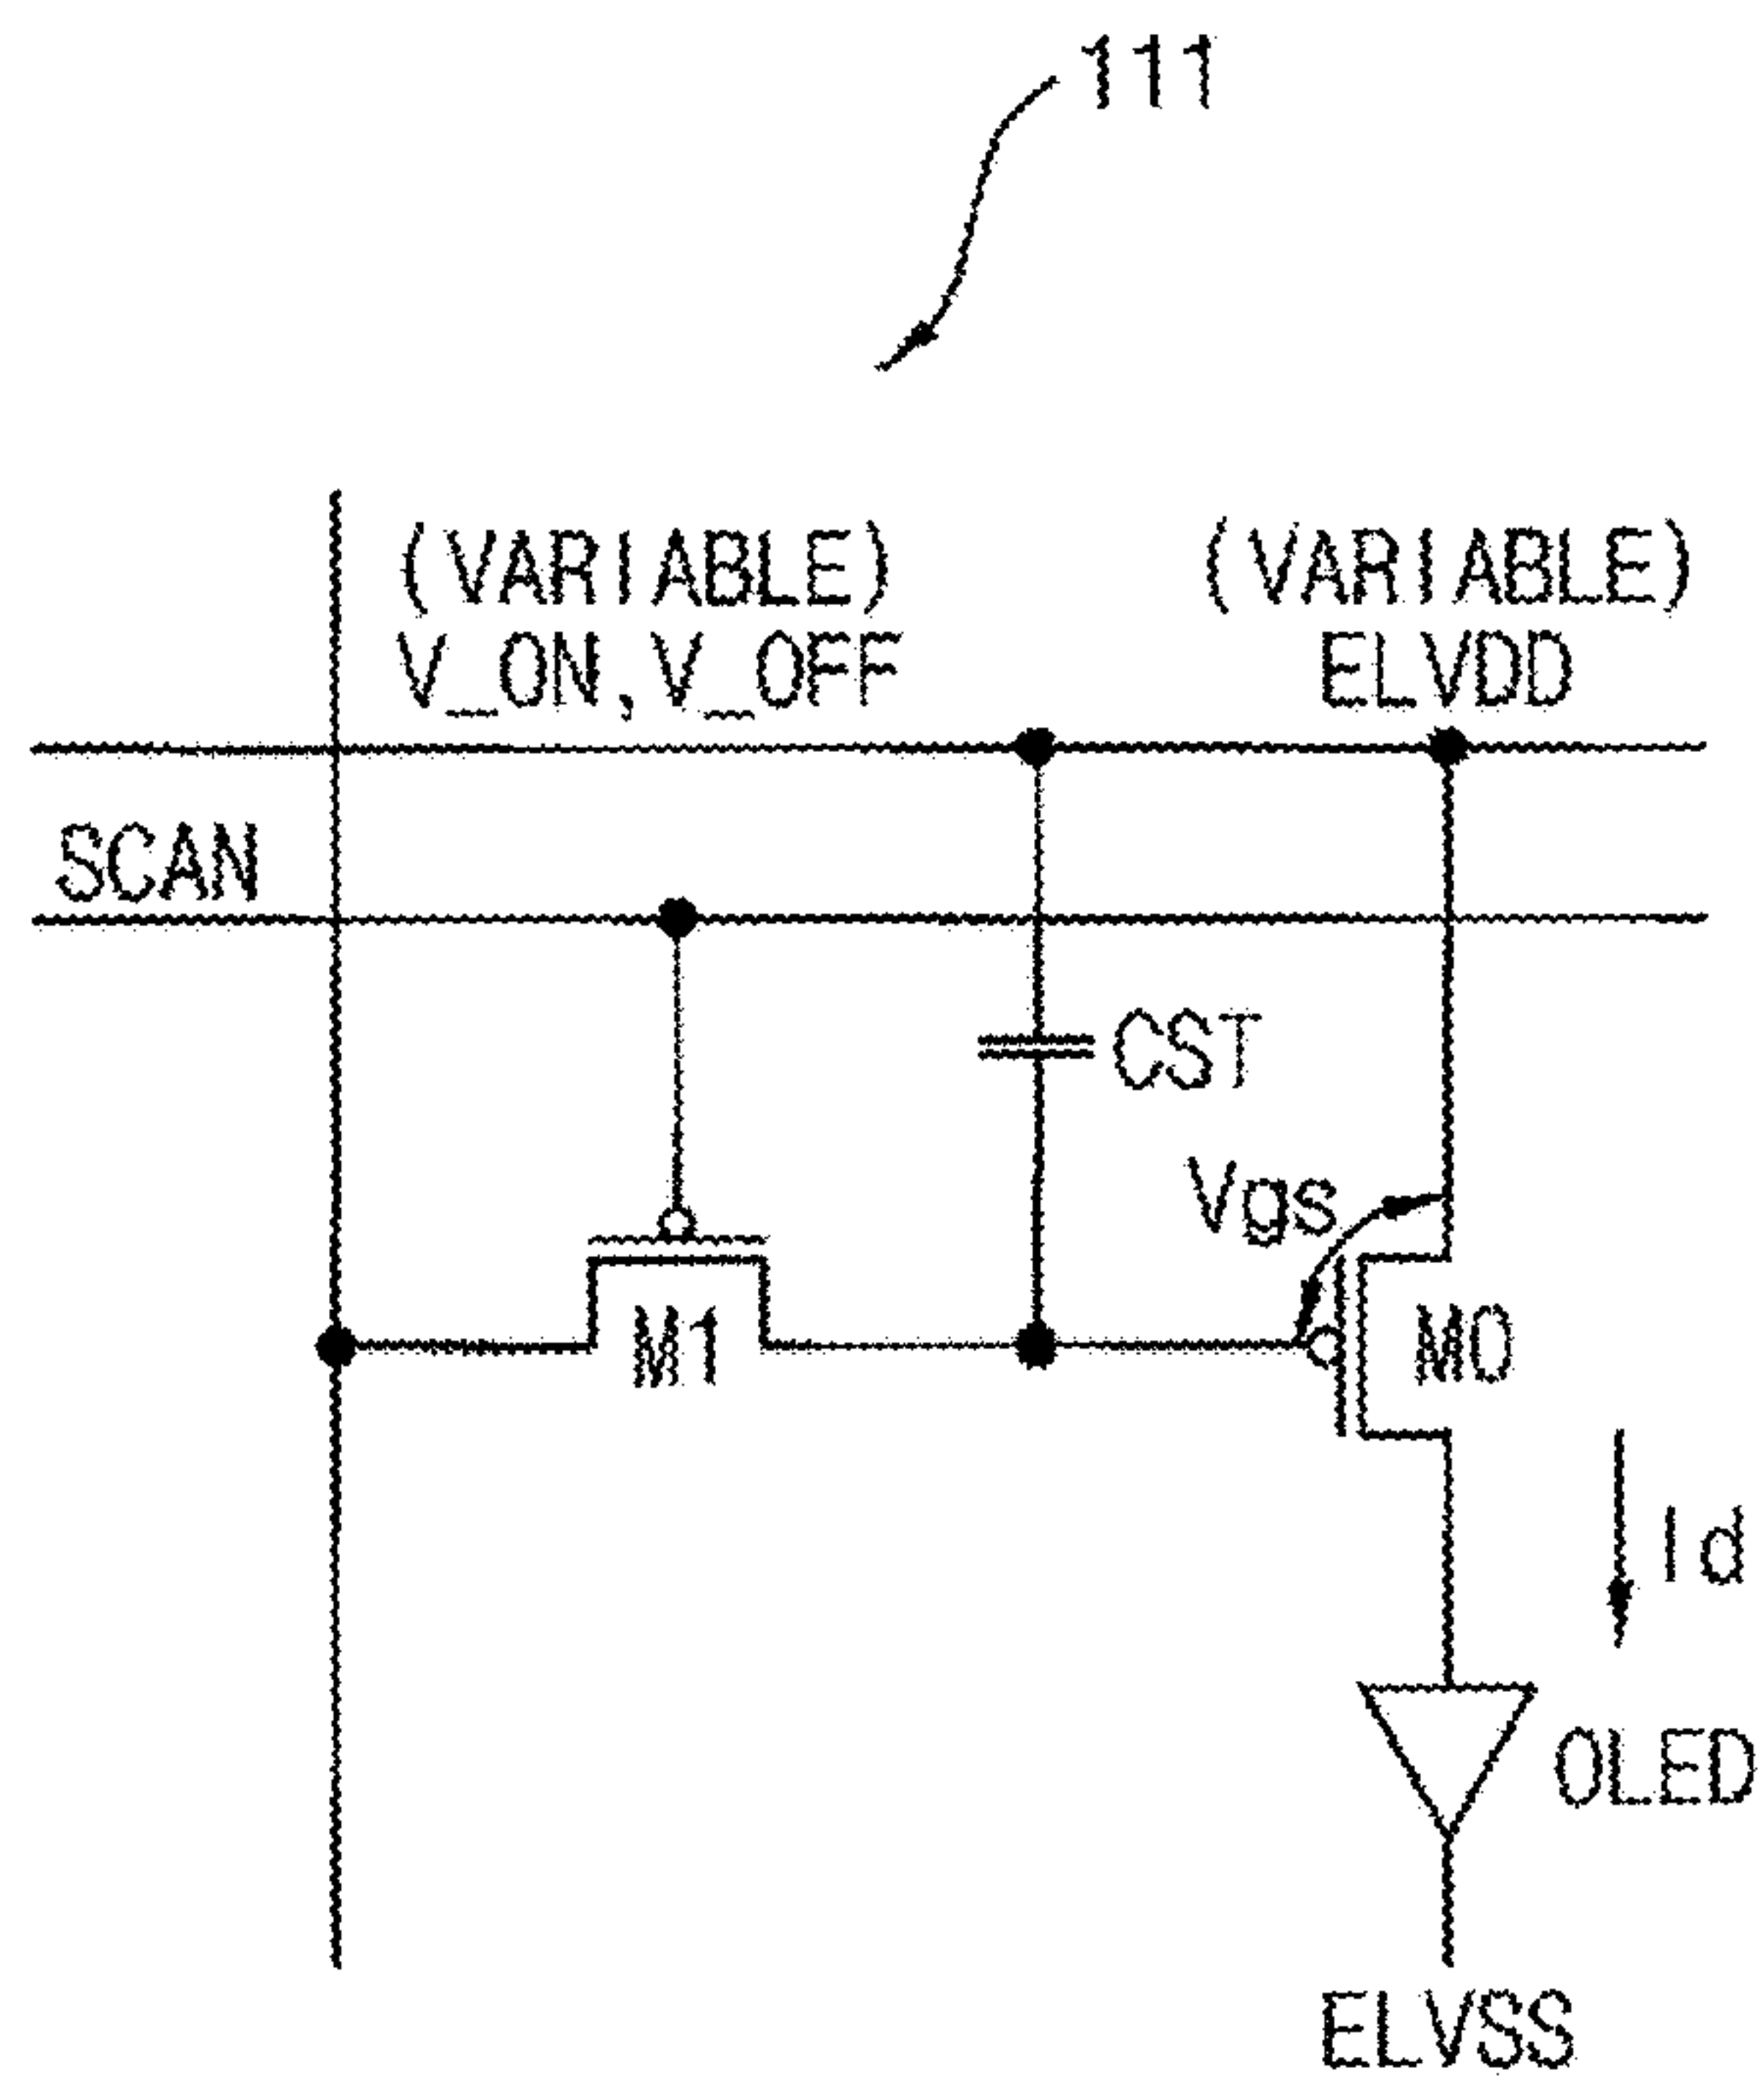 111
(VARIABLE) (VARIABLE)
V_ON,V_OFF ELVDD
SCAN
CST
Vgs
M1 M0
Id
OLED
ELVSS